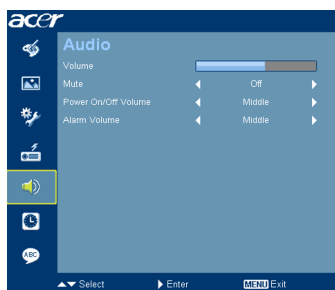 acer
Audio
Volume
Mute Off
Power On/Off Volume Middle
Alarm Volume Middle
ABC
Select Enter MENU Exit